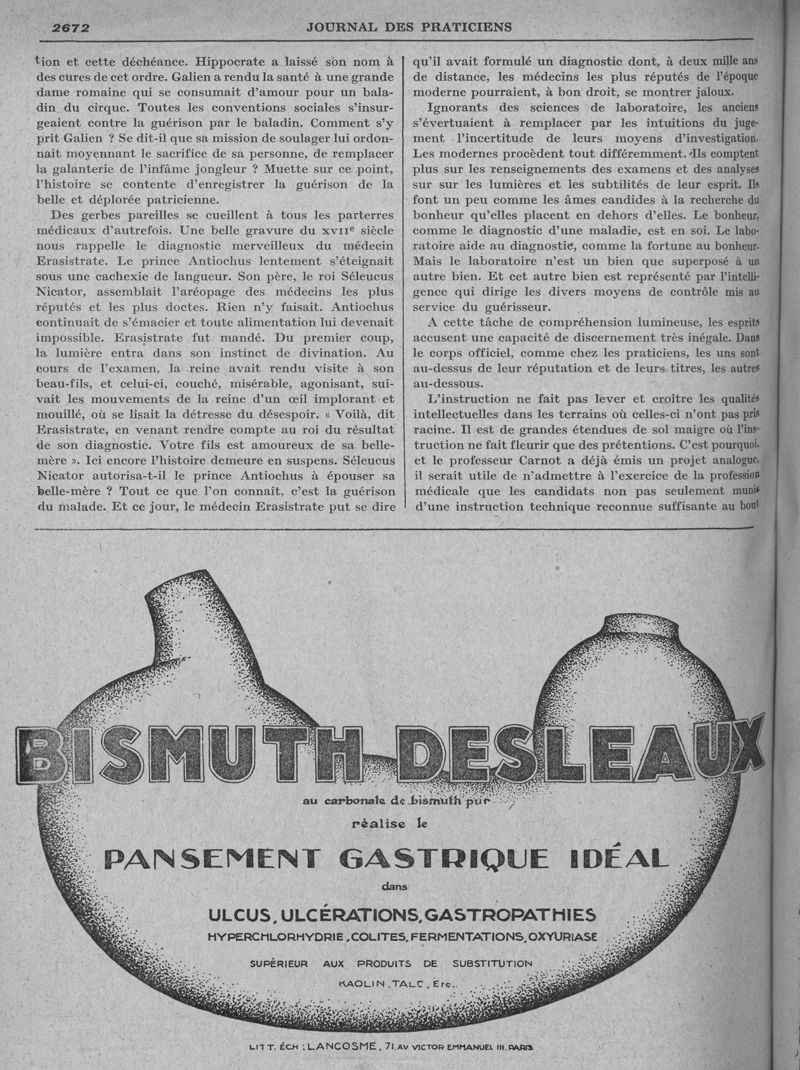 2672
JOURNAL DES PRATICIENS
tion et cette déchéance. Hippocrate a laissé son nom à
des cures de cet ordre. Galien a rendu la santé à une grande
dame romaine qui se consumait d'amour pour un bala-
din du cirque. Toutes les conventions sociales s'insur-
geaient contre la guérison par le baladin. Comment s'y
prit Galien ? Se dit-il que sa mission de soulager lui ordon-
nait moyennant le sacrifice de sa personne, de remplacer
la galanterie de l'infâme jongleur ? Muette sur ce point,
l'histoire se contente d'enregistrer la guérison de la
belle et déplorée patricienne.
Des gerbes pareilles se cueillent à tous les parterres
médicaux d'autrefois. Une belle gravure du XVIIe siècle
nous rappelle le diagnostic merveilleux du médecin
Erasistrate. Le prince Antiochus lentement s'éteignait
sous une cachexie de langueur. Son père, le roi Séleucus
Nicator, assemblait l'aréopage des médecins les plus
réputés et les plus doctes. Rien n'y faisait. Antiochus
continuait de s'émacier et toute alimentation lui devenait
impossible. Erasistrate fut mandé. Du premier coup,
la lumière entra dans son instinct de divination. Au
cours de l'examen, la reine avait rendu visite à son
beau-fils, et celui-ci, couché, misérable, agonisant, sui-
vait les mouvements de la reine d'un œil implorant et
mouillé, où se lisait la détresse du désespoir. « Voilà, dit
Erasistrate, en venant rendre compte au roi du résultat
de son diagnostic. Votre fils est amoureux de sa belle-
mère ». Ici encore l'histoire demeure en suspens. Séleucus
Nicator autorisa-t-il le prince Antiochus à épouser sa
belle-mère ? Tout ce que l'on connaît, c'est la guérison
du malade. Et ce jour, le médecin Erasistrate put se dire
qu'il avait formulé un diagnostic dont, à deux mille ans
de distance, les médecins les plus réputés de l'époque
moderne pourraient, à bon droit, se montrer jaloux.
Ignorants des sciences de laboratoire, les anciens
s'évertuaient à remplacer par les intuitions du juge-
ment l'incertitude de leurs moyens d'investigation.
Les modernes procèdent tout différemment. Ils comptent
plus sur les renseignements des examens et des analyses
sur sur les lumières et les subtilités de leur esprit. Ils
font un peu comme les âmes candides à la recherche du
bonheur qu'elles placent en dehors d'elles. Le bonheur,
comme le diagnostic d'une maladie, est en soi. Le labo-
ratoire aide au diagnostic, comme la fortune au bonheur.
Mais le laboratoire n'est un bien que superposé à un
autre bien. Et cet autre bien est représenté par l'intelli-
gence qui dirige les divers moyens de contrôle mis au
service du guérisseur.
A cette tâche de compréhension lumineuse, les esprits
accusent une capacité de discernement très inégale. Dans
le corps officiel, comme chez les praticiens, les uns sont
au-dessus de leur réputation et de leurs titres, les autres
au-dessous.
L'instruction ne fait pas lever et croître les qualités
intellectuelles dans les terrains où celles-ci n'ont pas pris
racine. Il est de grandes étendues de sol maigre où l'ins-
truction ne fait fleurir que des prétentions. C'est pourquoi,
et le professeur Carnot a déjà émis un projet analogue,
il serait utile de n'admettre à l'exercice de la profession
médicale que les candidats non pas seulement munis
d'une instruction technique reconnue suffisante au bout
BISMUTH DESLEAUX
au carbonate de bismuth pur
réalise le
PANSEMENT GASTRIQUE IDÉAL
dans
ULCUS, ULCÉRATIONS, GASTROPATHIES
HYPERCHLORHYDRIE, COLITES, FERMENTATIONS, OXYURIASE
SUPÉRIEUR AUX PRODUITS DE SUBSTITUTION
KAOLIN, TALC, Etc..
LITT. ÉCH : LANCOSME, 71, AV VICTOR EMMANUEL III. PARIS